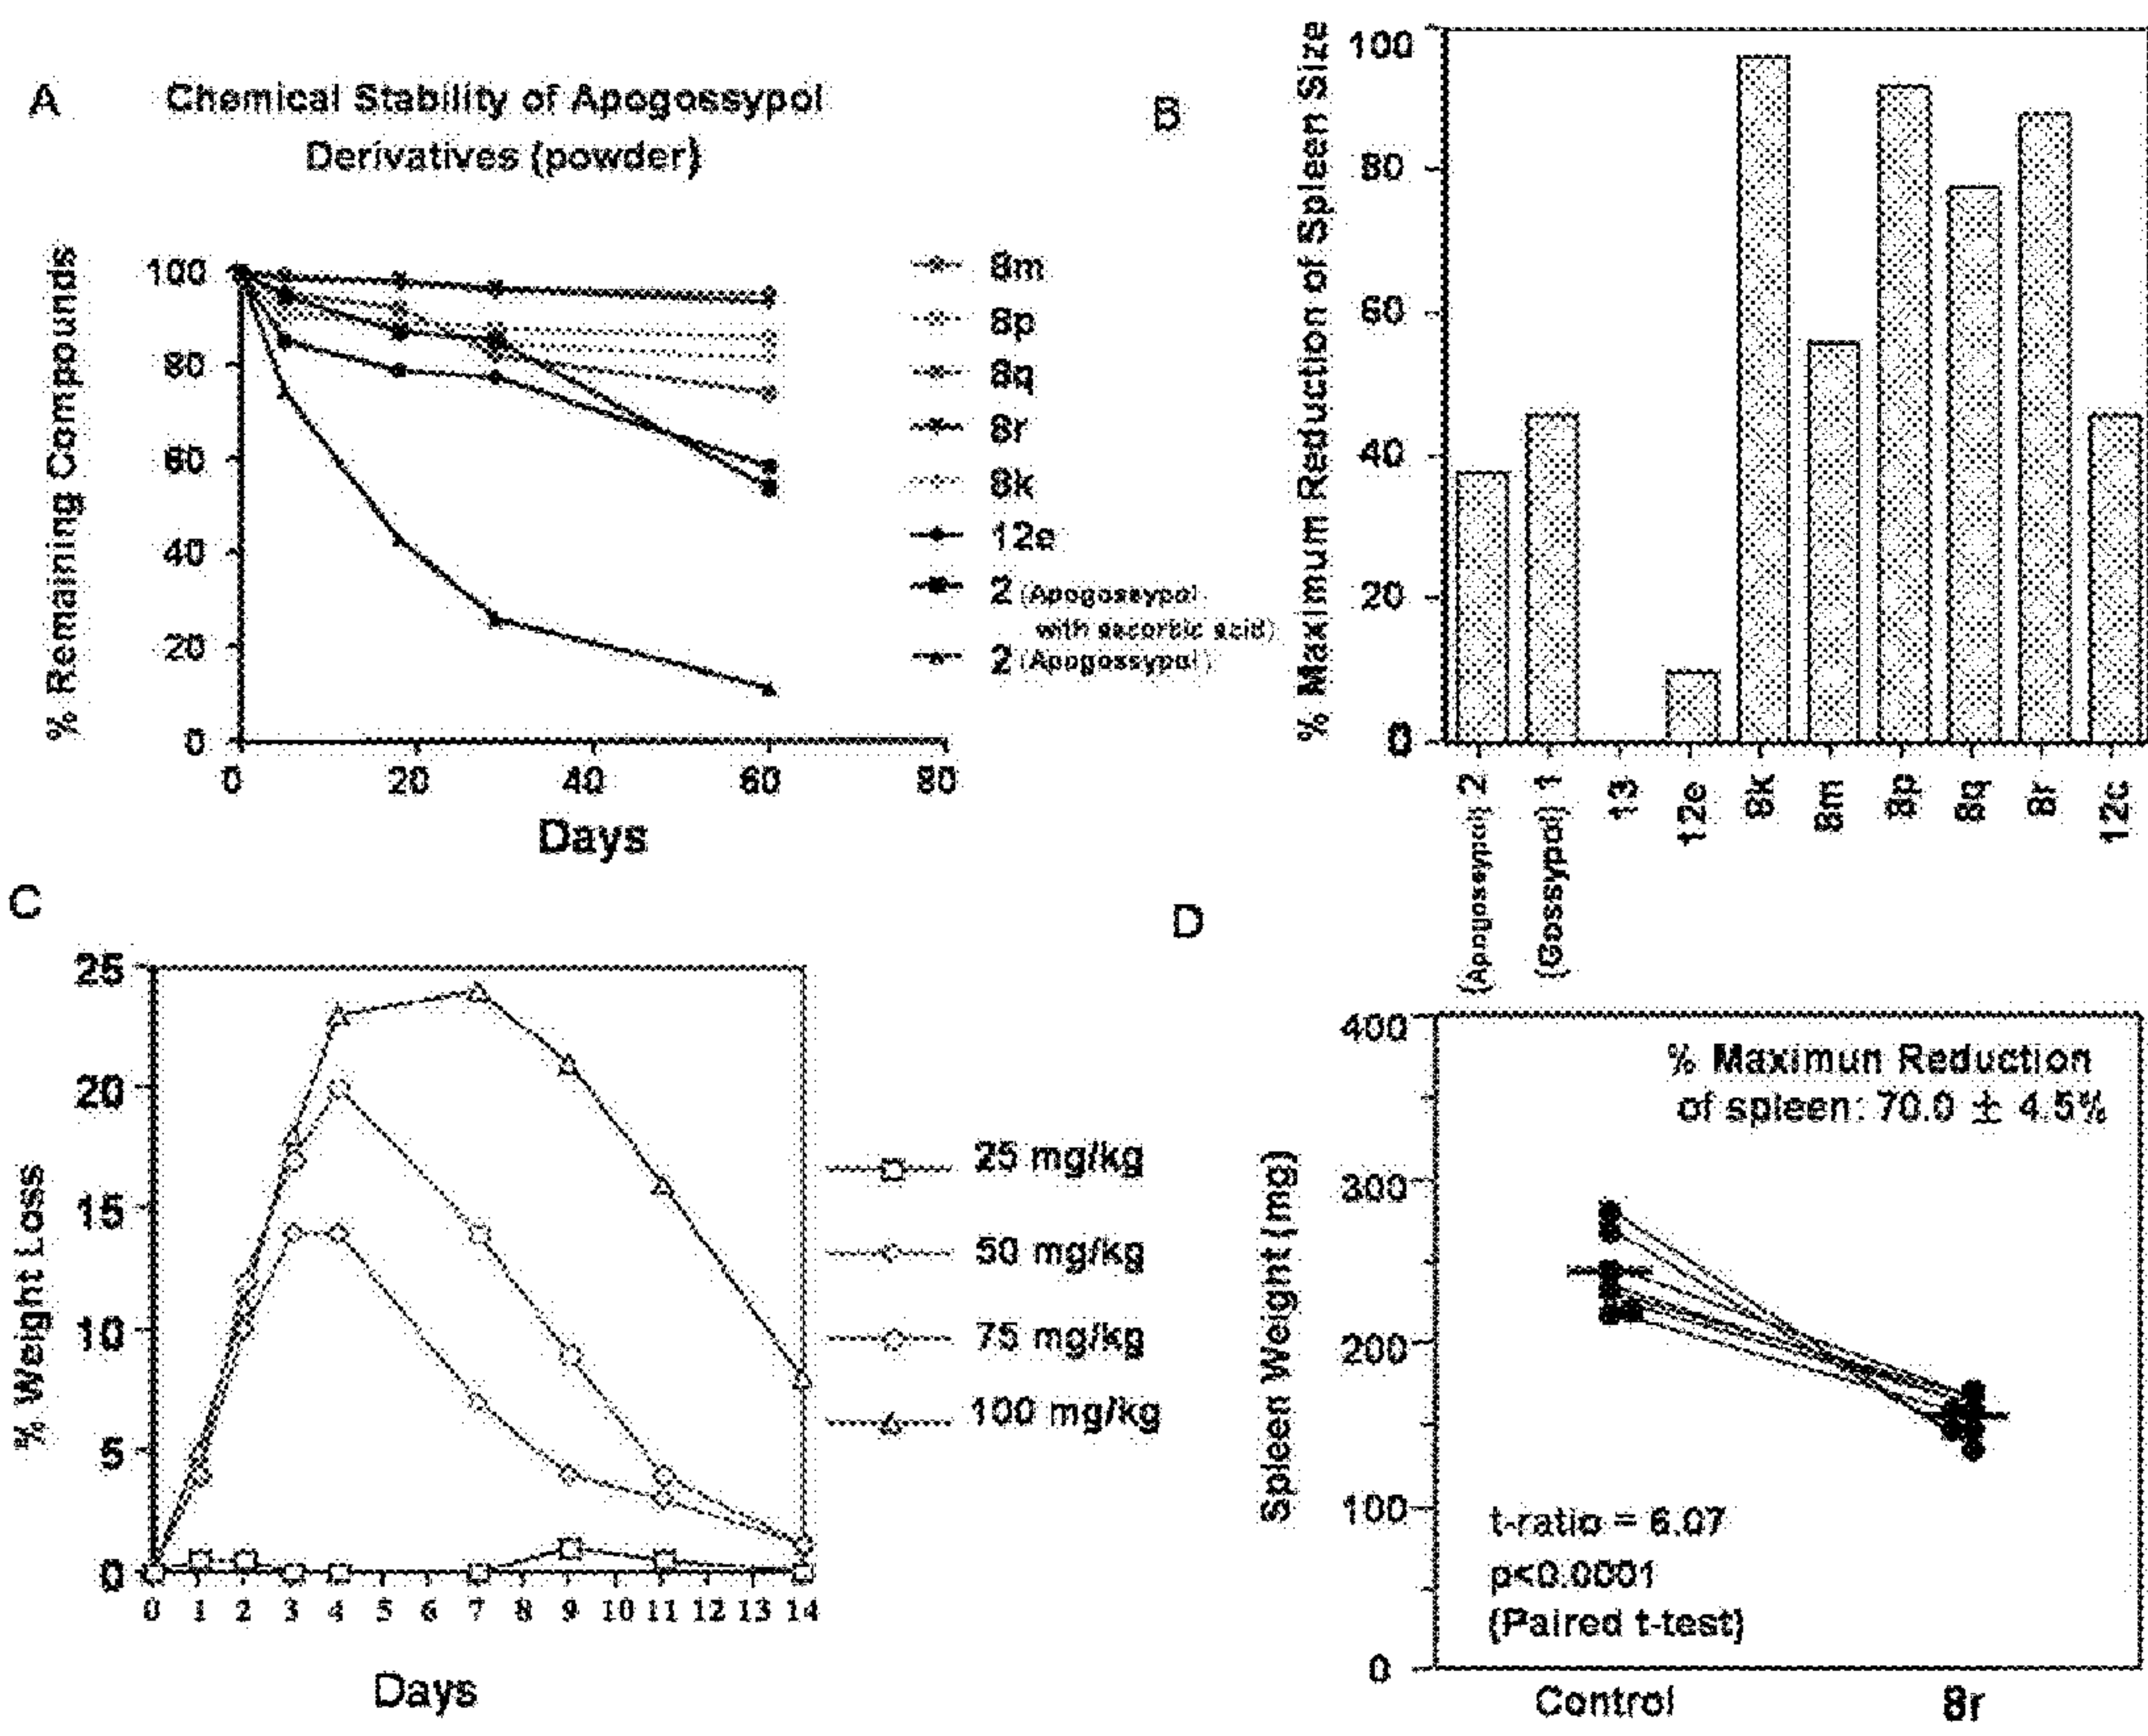 A
Chemical Stability of Apogossypol
Derivatives (powder)
% Remaining Compounds
100
80
60
40
20
0
0 20 40 60 80
Days
8m
8p
8q
8r
8k
12e
2 (Apogossypol
with ascorbic acid)
2 (Apogossypol)
B
% Maximum Reduction of Spleen Size
100
80
60
40
20
0
(Apogossypol) 2
(Gossypol) 1
13
12e
8k
8m
8p
8q
8r
12c
C
% Weight Loss
25
20
15
10
5
0
0 1 2 3 4 5 6 7 8 9 10 11 12 13 14
Days
25 mg/kg
50 mg/kg
75 mg/kg
100 mg/kg
D
Spleen Weight (mg)
400
300
200
100
0
% Maximun Reduction
of spleen: 70.0 ± 4.5%
t-ratio = 6.07
p<0.0001
(Paired t-test)
Control 8r